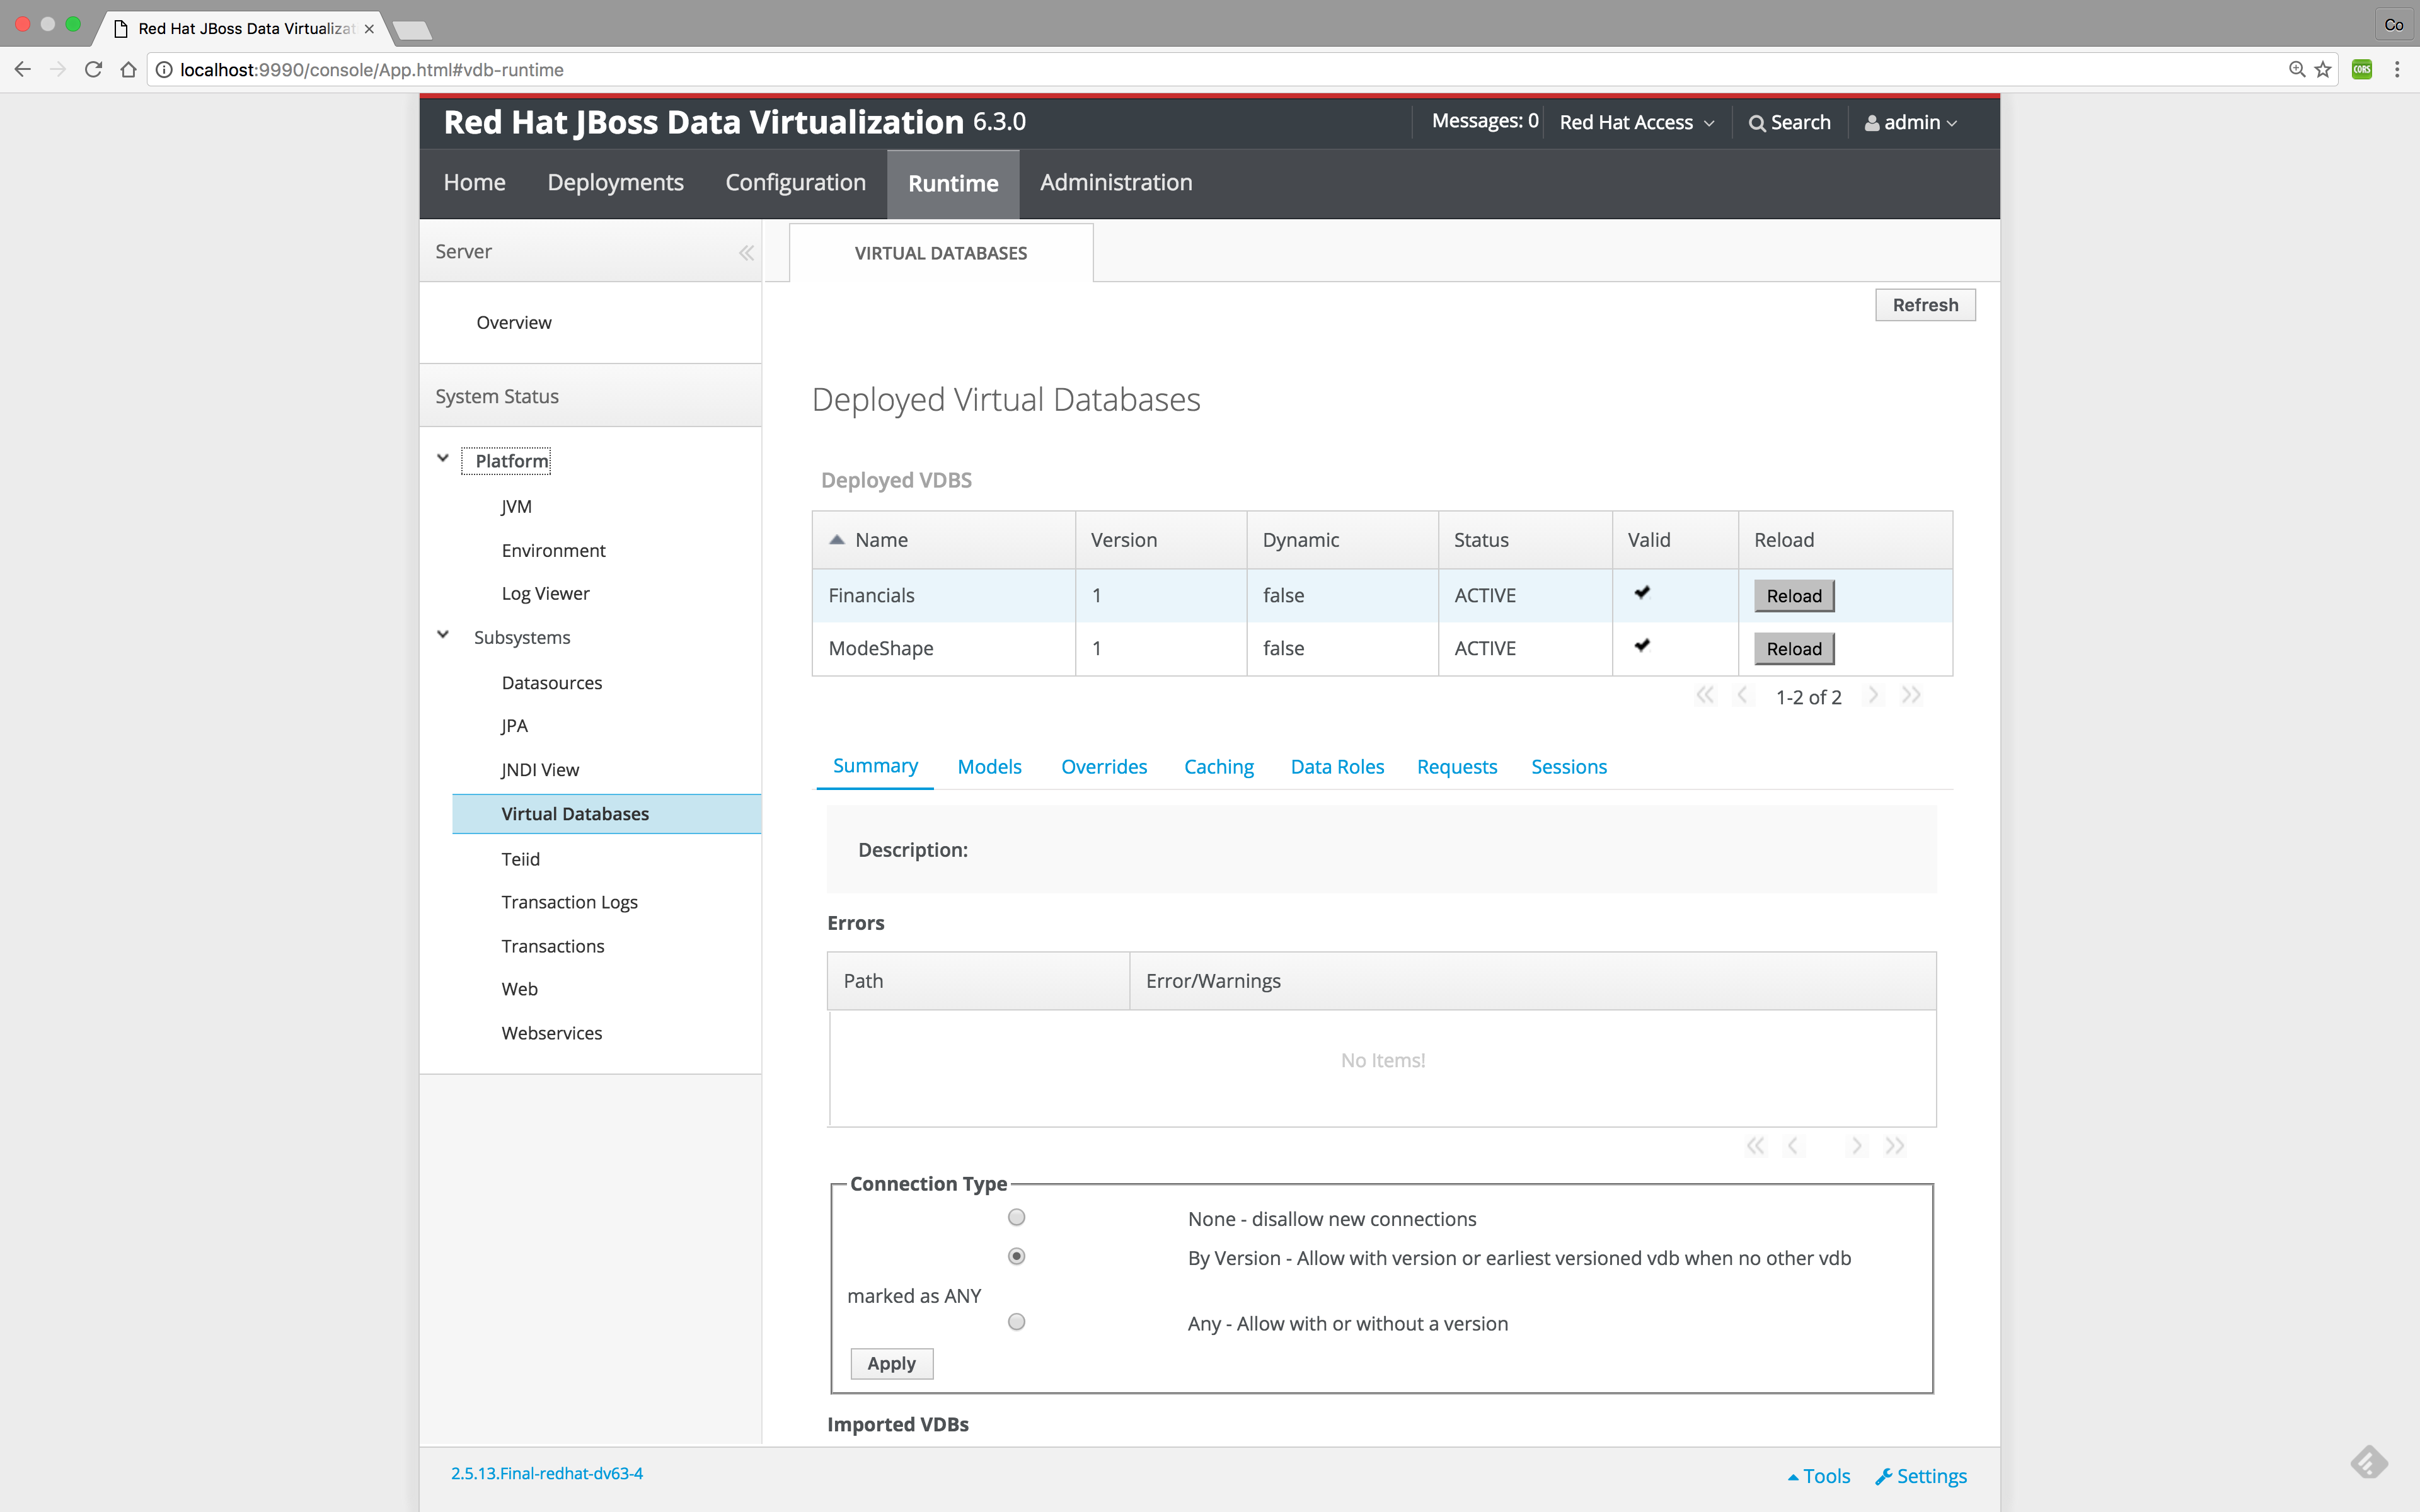 Red Hat JBoss Data Virtualizat
Co
localhost:9990/console/App.html#vdb-runtime
CORS
Red Hat JBoss Data Virtualization 6.3.0
Messages: 0
Red Hat Access
Search
admin
Home
Deployments
Configuration
Runtime
Administration
Server
VIRTUAL DATABASES
Refresh
Overview
System Status
Platform
JVM
Environment
Log Viewer
Subsystems
Datasources
JPA
JNDI View
Virtual Databases
Teiid
Transaction Logs
Transactions
Web
Webservices
Deployed Virtual Databases
Deployed VDBS
Name Version Dynamic Status Valid Reload
Financials 1 false ACTIVE Reload
ModeShape 1 false ACTIVE Reload
1-2 of 2
Summary Models Overrides Caching Data Roles Requests Sessions
Description:
Errors
Path Error/Warnings
No Items!
Connection Type
None - disallow new connections
By Version - Allow with version or earliest versioned vdb when no other vdb
marked as ANY
Any - Allow with or without a version
Apply
Imported VDBs
2.5.13.Final-redhat-dv63-4
Tools
Settings